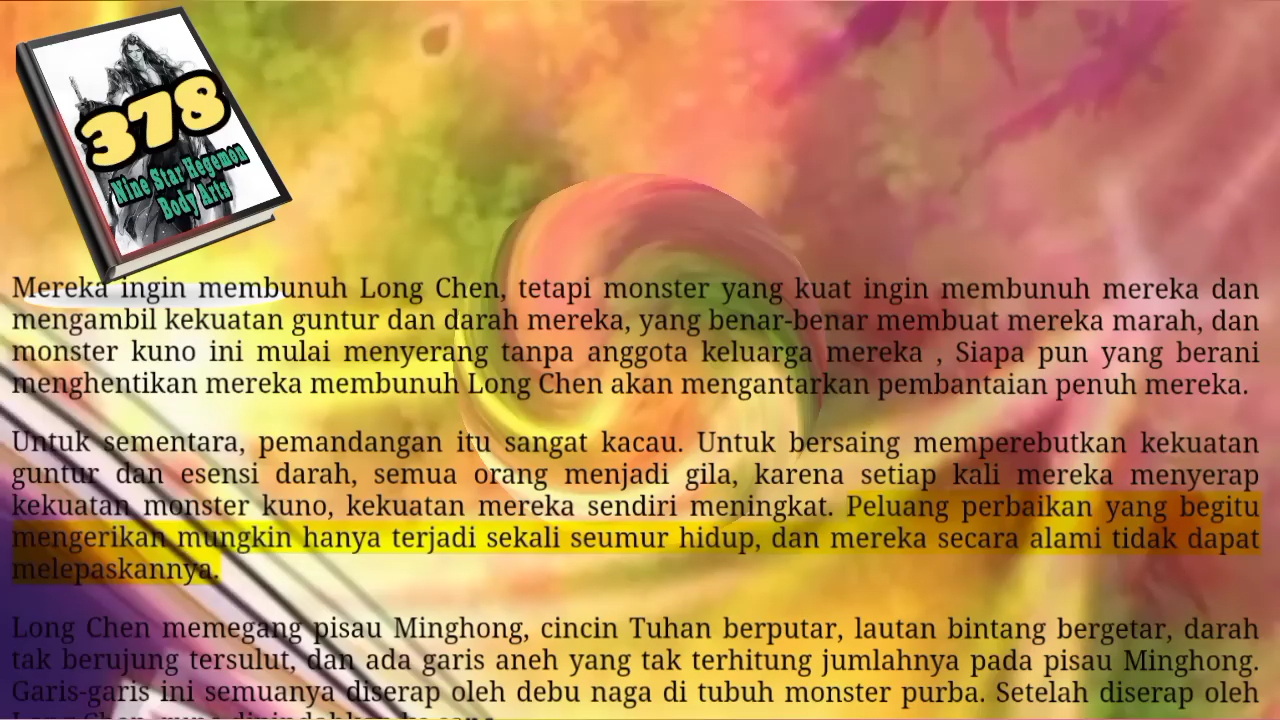 378
Nine Star Hegemon
Body Arts
Mereka ingin membunuh Long Chen, tetapi monster yang kuat ingin membunuh mereka dan
mengambil kekuatan guntur dan darah mereka, yang benar-benar membuat mereka marah, dan
monster kuno ini mulai menyerang tanpa anggota keluarga mereka , Siapa pun yang berani
menghentikan mereka membunuh Long Chen akan mengantarkan pembantaian penuh mereka.
Untuk sementara, pemandangan itu sangat kacau. Untuk bersaing memperebutkan kekuatan
guntur dan esensi darah, semua orang menjadi gila, karena setiap kali mereka menyerap
kekuatan monster kuno, kekuatan mereka sendiri meningkat. Peluang perbaikan yang begitu
mengerikan mungkin hanya terjadi sekali seumur hidup, dan mereka secara alami tidak dapat
melepaskannya.
Long Chen memegang pisau Minghong, cincin Tuhan berputar, lautan bintang bergetar, darah
tak berujung tersulut, dan ada garis aneh yang tak terhitung jumlahnya pada pisau Minghong.
Garis-garis ini semuanya diserap oleh debu naga di tubuh monster purba. Setelah diserap oleh
Long Chen,